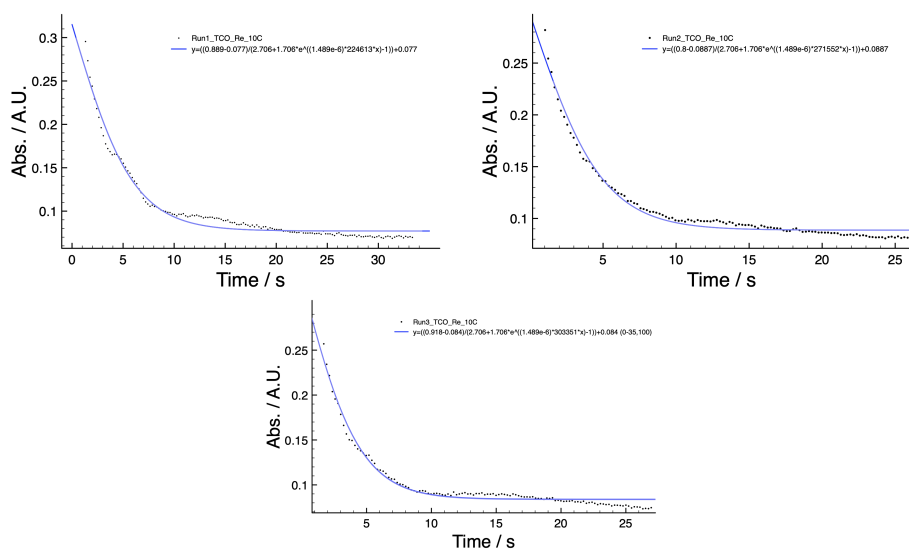 Run1_TCO_Re_10C
y=((0.889-0.077)/(2.706+1.706*e^((1.489e-6)*224613*x)-1))+0.077
Abs. / A.U.
0.3
0.25
0.2
0.15
0.1
0 5 10 15 20 25 30
Time / s
Run2_TCO_Re_10C
y=((0.8-0.0887)/(2.706+1.706*e^((1.489e-6)*271552*x)-1))+0.0887
Abs. / A.U.
0.25
0.2
0.15
0.1
5 10 15 20 25
Time / s
Run3_TCO_Re_10C
y=((0.918-0.084)/(2.706+1.706*e^((1.489e-6)*303351*x)-1))+0.084 (0-35,100)
Abs. / A.U.
0.25
0.2
0.15
0.1
5 10 15 20 25
Time / s